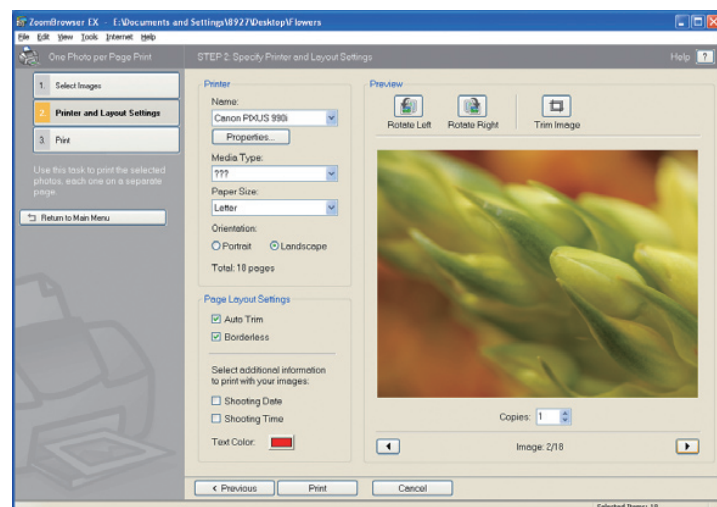 ZoomBrowser EX - E:\Documents and Settings\8927\Desktop\Flowers
File Edit View Tools Internet Help
One Photo per Page Print
STEP 2: Specify Printer and Layout Settings
Help ?
1. Select Images
2. Printer and Layout Settings
3. Print
Use this task to print the selected
photos, each one on a separate
page.
Return to Main Menu
Printer
Name:
Canon PIXUS 990i
Properties...
Media Type:
???
Paper Size:
Letter
Orientation:
Portrait Landscape
Total: 18 pages
Page Layout Settings
Auto Trim
Borderless
Select additional information
to print with your images:
Shooting Date
Shooting Time
Text Color:
Preview
Rotate Left Rotate Right Trim Image
Copies: 1
Image: 2/18
< Previous Print Cancel
Selected Items: 18